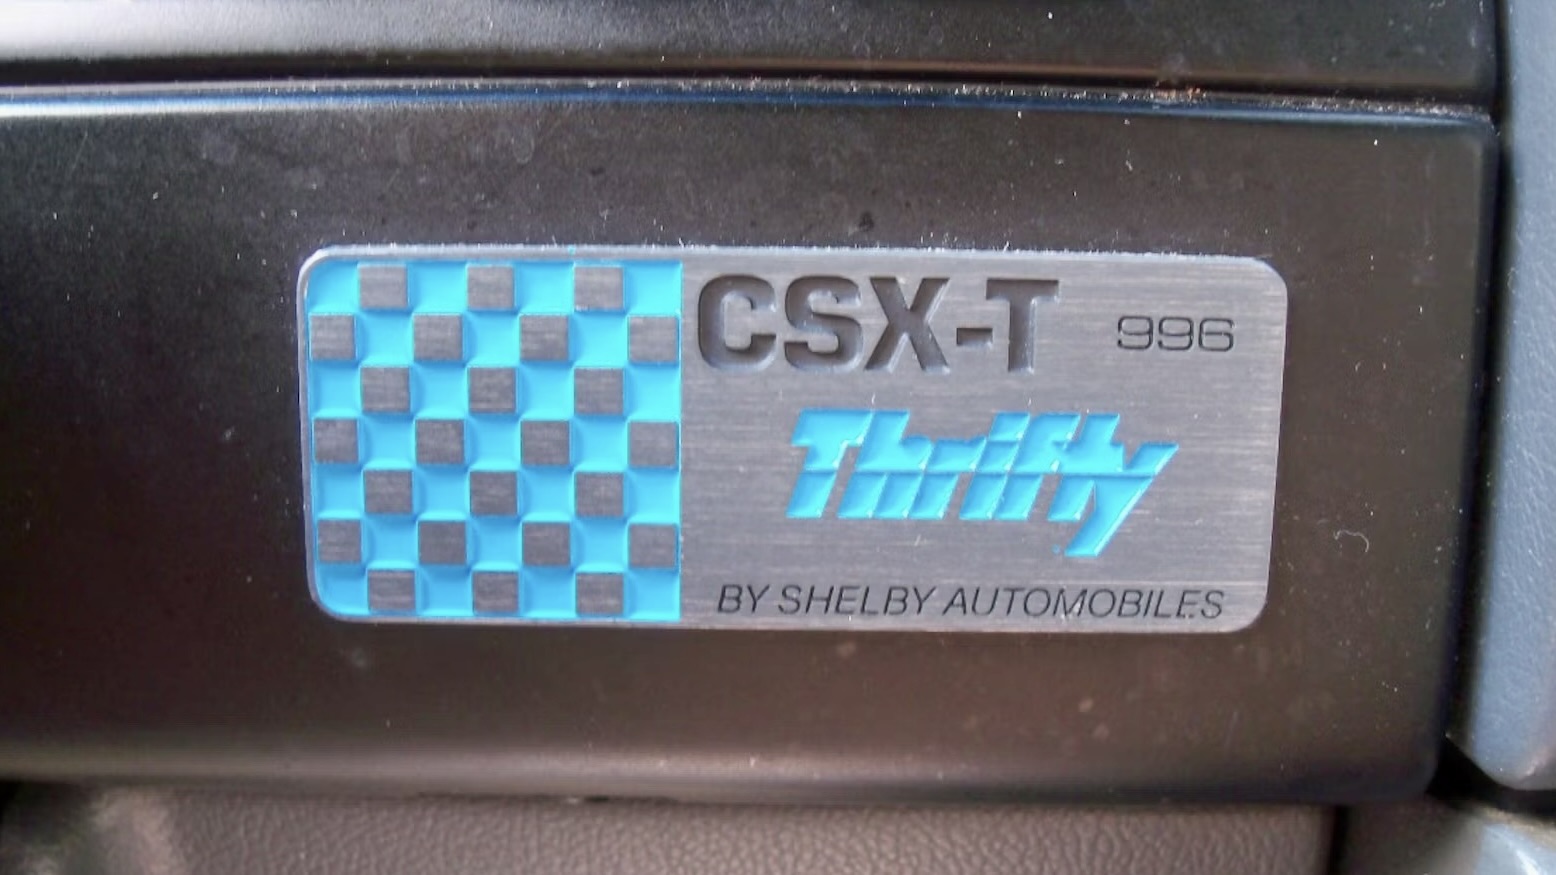 CSX-T 996
Thrifty
BY SHELBY AUTOMOBILES